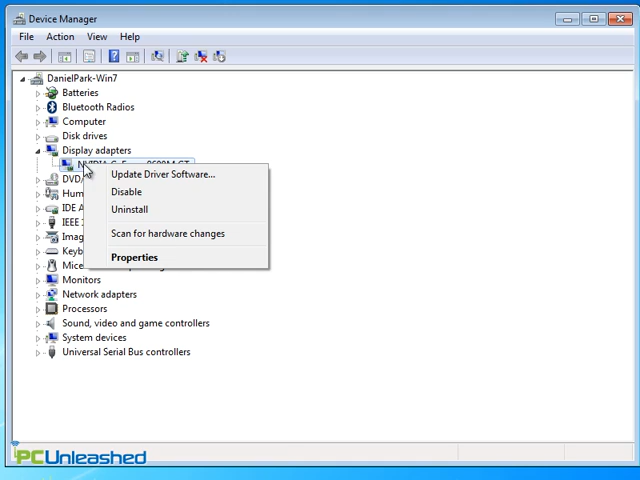 Device Manager
File Action View Help
DanielPark-Win7
Batteries
Bluetooth Radios
Computer
Disk drives
Display adapters
Update Driver Software...
Disable
Uninstall
Scan for hardware changes
Properties
Monitors
Network adapters
Processors
Sound, video and game controllers
System devices
Universal Serial Bus controllers
PCUnleashed